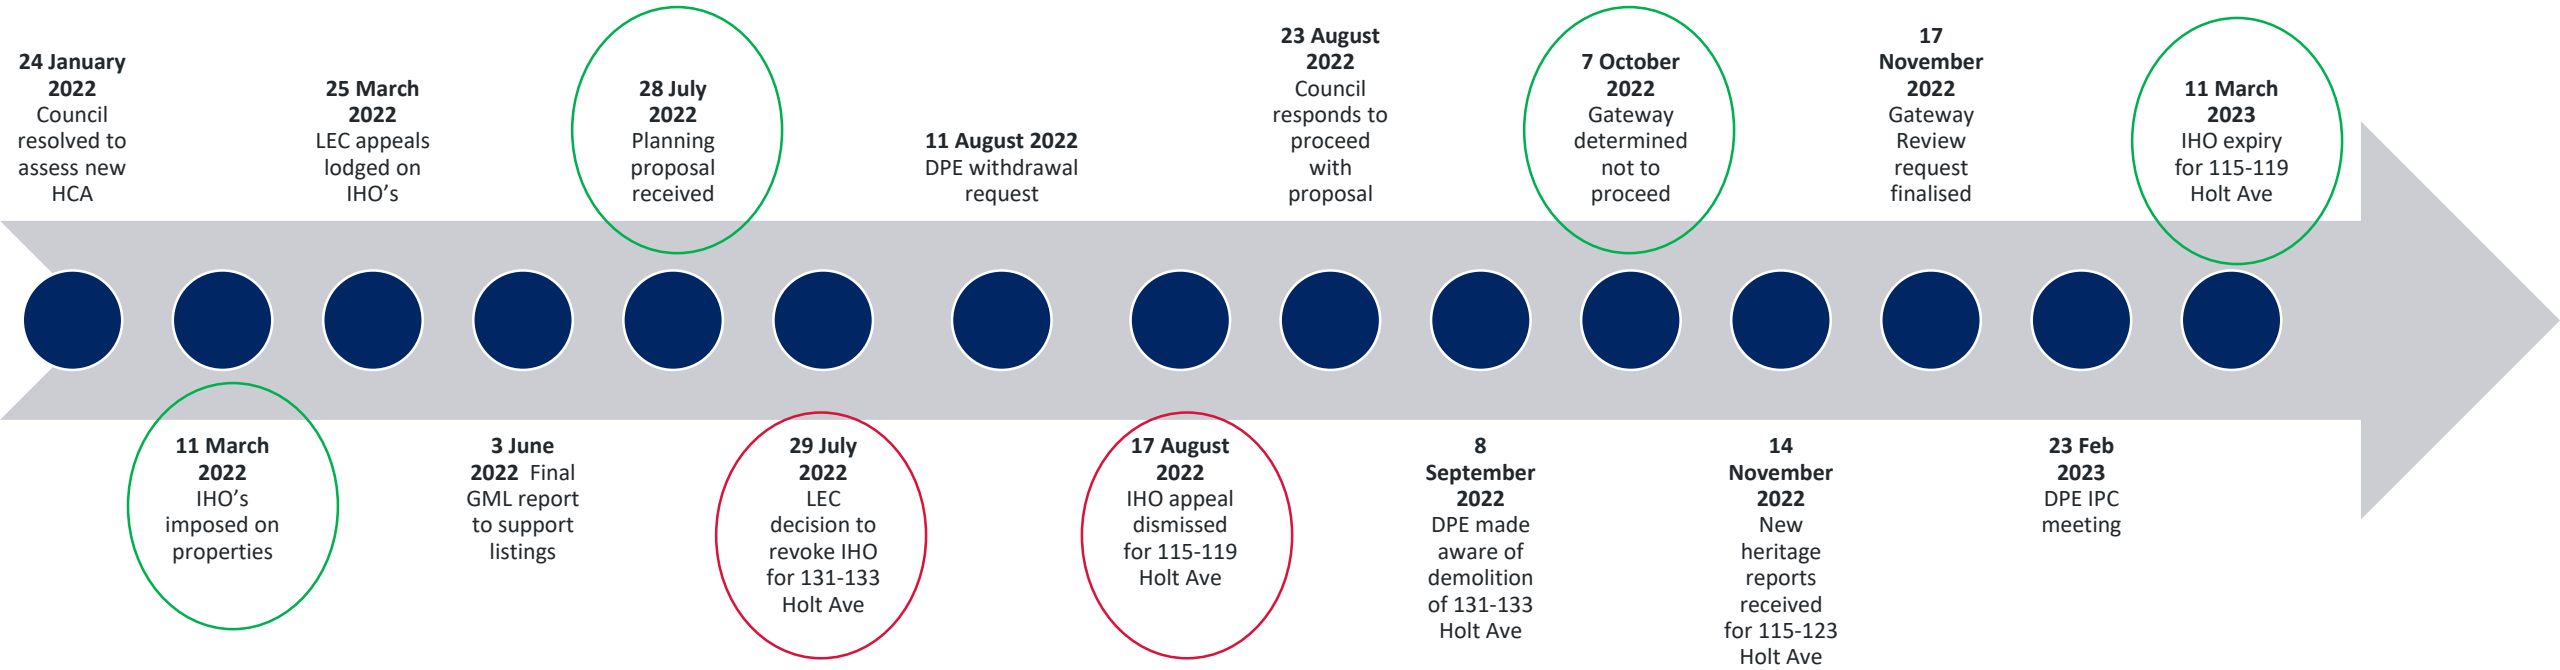 24 January
2022
Council
resolved to
assess new
HCA
11 March
2022
IHO's
imposed on
properties
25 March
2022
LEC appeals
lodged on
IHO's
3 June
2022 Final
GML report
to support
listings
28 July
2022
Planning
proposal
received
29 July
2022
LEC
decision to
revoke IHO
for 131-133
Holt Ave
11 August 2022
DPE withdrawal
request
17 August
2022
IHO appeal
dismissed
for 115-119
Holt Ave
23 August
2022
Council
responds to
proceed
with
proposal
8
September
2022
DPE made
aware of
demolition
of 131-133
Holt Ave
7 October
2022
Gateway
determined
not to
proceed
14
November
2022
New
heritage
reports
received
for 115-123
Holt Ave
17
November
2022
Gateway
Review
request
finalised
23 Feb
2023
DPE IPC
meeting
11 March
2023
IHO expiry
for 115-119
Holt Ave